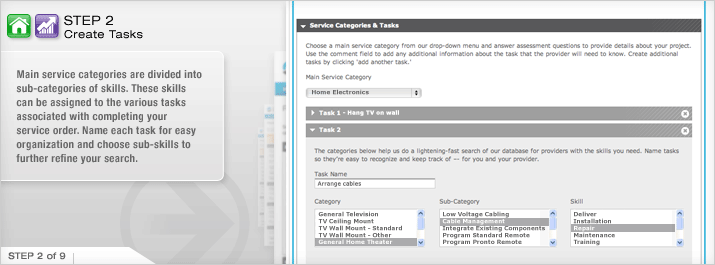 STEP 2
Create Tasks
Main service categories are divided into
sub-categories of skills. These skills
can be assigned to the various tasks
associated with completing your
service order. Name each task for easy
organization and choose sub-skills to
further refine your search.
STEP 2 of 9
Service Categories & Tasks
Choose a main service category from our drop-down menu and answer assessment questions to provide details about your project.
Use the comment field to add any additional information about the task that the provider will need to know. Create additional
tasks by clicking 'add another task.'
Main Service Category
Home Electronics
Task 1 - Hang TV on wall
Task 2
The categories below help us do a lightening-fast search of our database for providers with the skills you need. Name tasks
so they're easy to recognize and keep track of -- for you and your provider.
Task Name
Arrange cables
Category
Sub-Category
Skill
General Television
TV Ceiling Mount
TV Wall Mount - Standard
TV Wall Mount - Other
General Home Theater
Low Voltage Cabling
Cable Management
Integrate Existing Components
Program Standard Remote
Program Pronto Remote
Deliver
Installation
Repair
Maintenance
Training